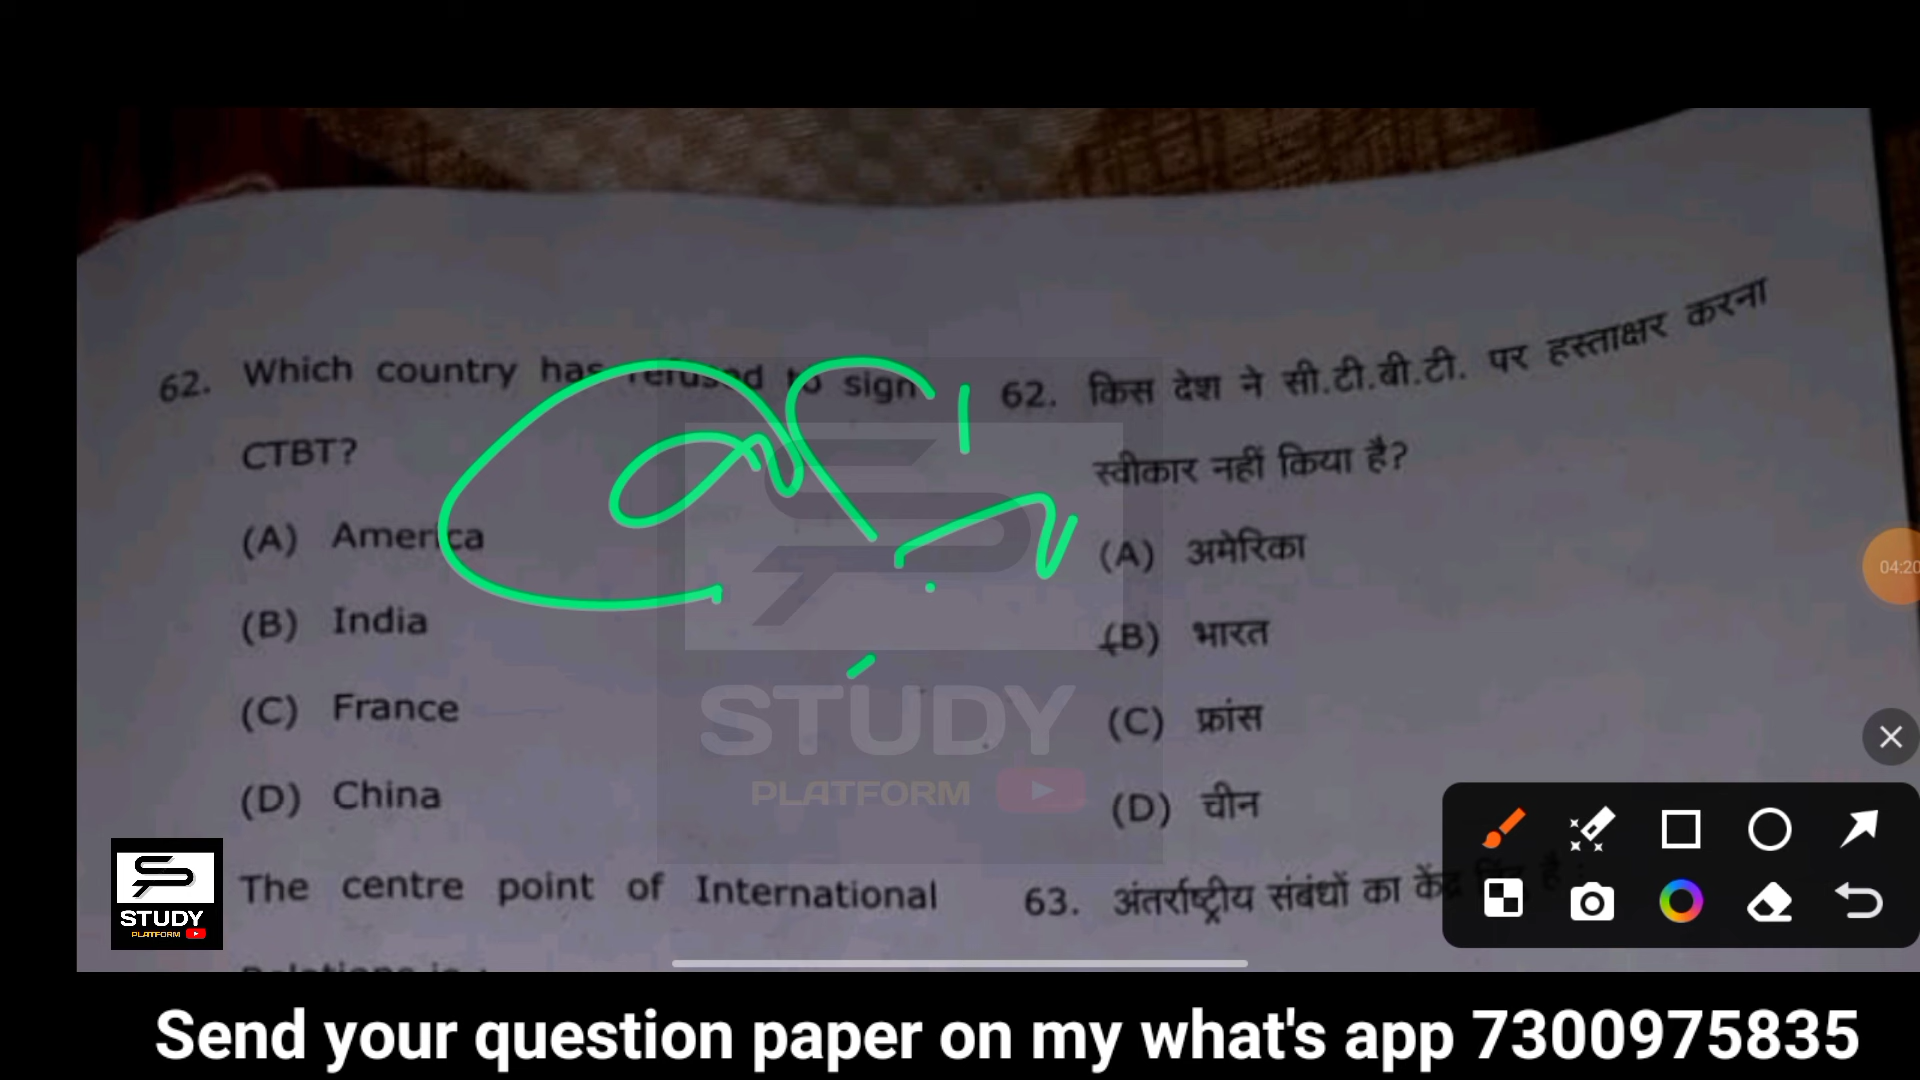 62. Which country has refused to sign
CTBT?
(A) America
(B) India
(C) France
(D) China
The centre point of International
62. किस देश ने सी.टी.बी.टी. पर हस्ताक्षर करना
स्वीकार नहीं किया है?
(A) अमेरिका
(B) भारत
(C) फ्रांस
(D) चीन
63. अंतर्राष्ट्रीय संबंधों का केंद्र है
04:20
STUDY
PLATFORM
STUDY
PLATFORM
Send your question paper on my what's app 7300975835